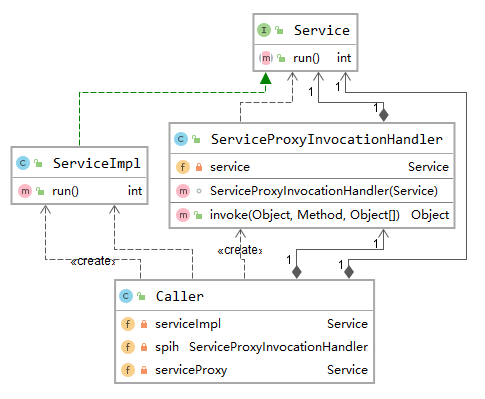 I Service
m run() int
1 1
1
C ServiceProxyInvocationHandler
f service Service
m ServiceProxyInvocationHandler(Service)
m invoke(Object, Method, Object[]) Object
C ServiceImpl
m run() int
«create» «create» 1
1 1
C Caller
f serviceImpl Service
f spih ServiceProxyInvocationHandler
f serviceProxy Service